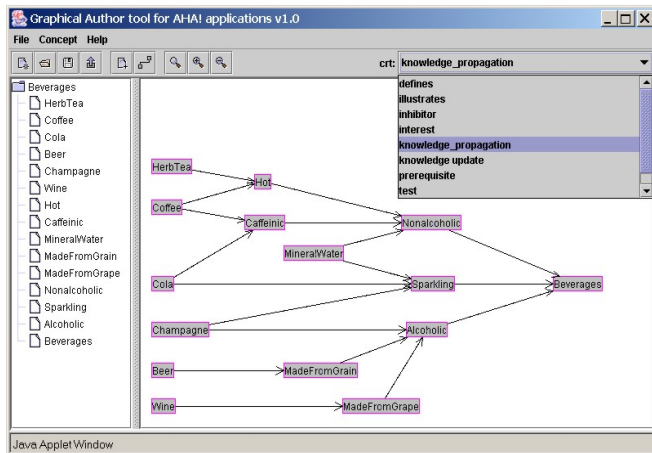 Graphical Author tool for AHA! applications v1.0
File Concept Help
crt: knowledge_propagation
defines
illustrates
inhibitor
interest
knowledge_propagation
knowledge update
prerequisite
test
Beverages
HerbTea
Coffee
Cola
Beer
Champagne
Wine
Hot
Caffeinic
MineralWater
MadeFromGrain
MadeFromGrape
Nonalcoholic
Sparkling
Alcoholic
Beverages
HerbTea
Hot
Coffee
Caffeinic
Nonalcoholic
MineralWater
Cola
Sparkling
Beverages
Champagne
Alcoholic
Beer
MadeFromGrain
Wine
MadeFromGrape
Java Applet Window